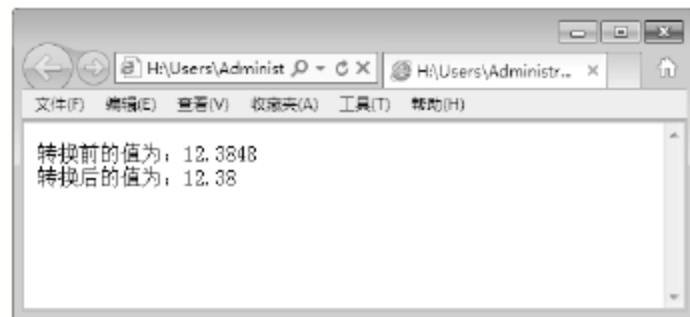 H:\Users\Administ
H:\Users\Administr...
文件(F) 编辑(E) 查看(V) 收藏夹(A) 工具(T) 帮助(H)
转换前的值为：12.3848
转换后的值为：12.38